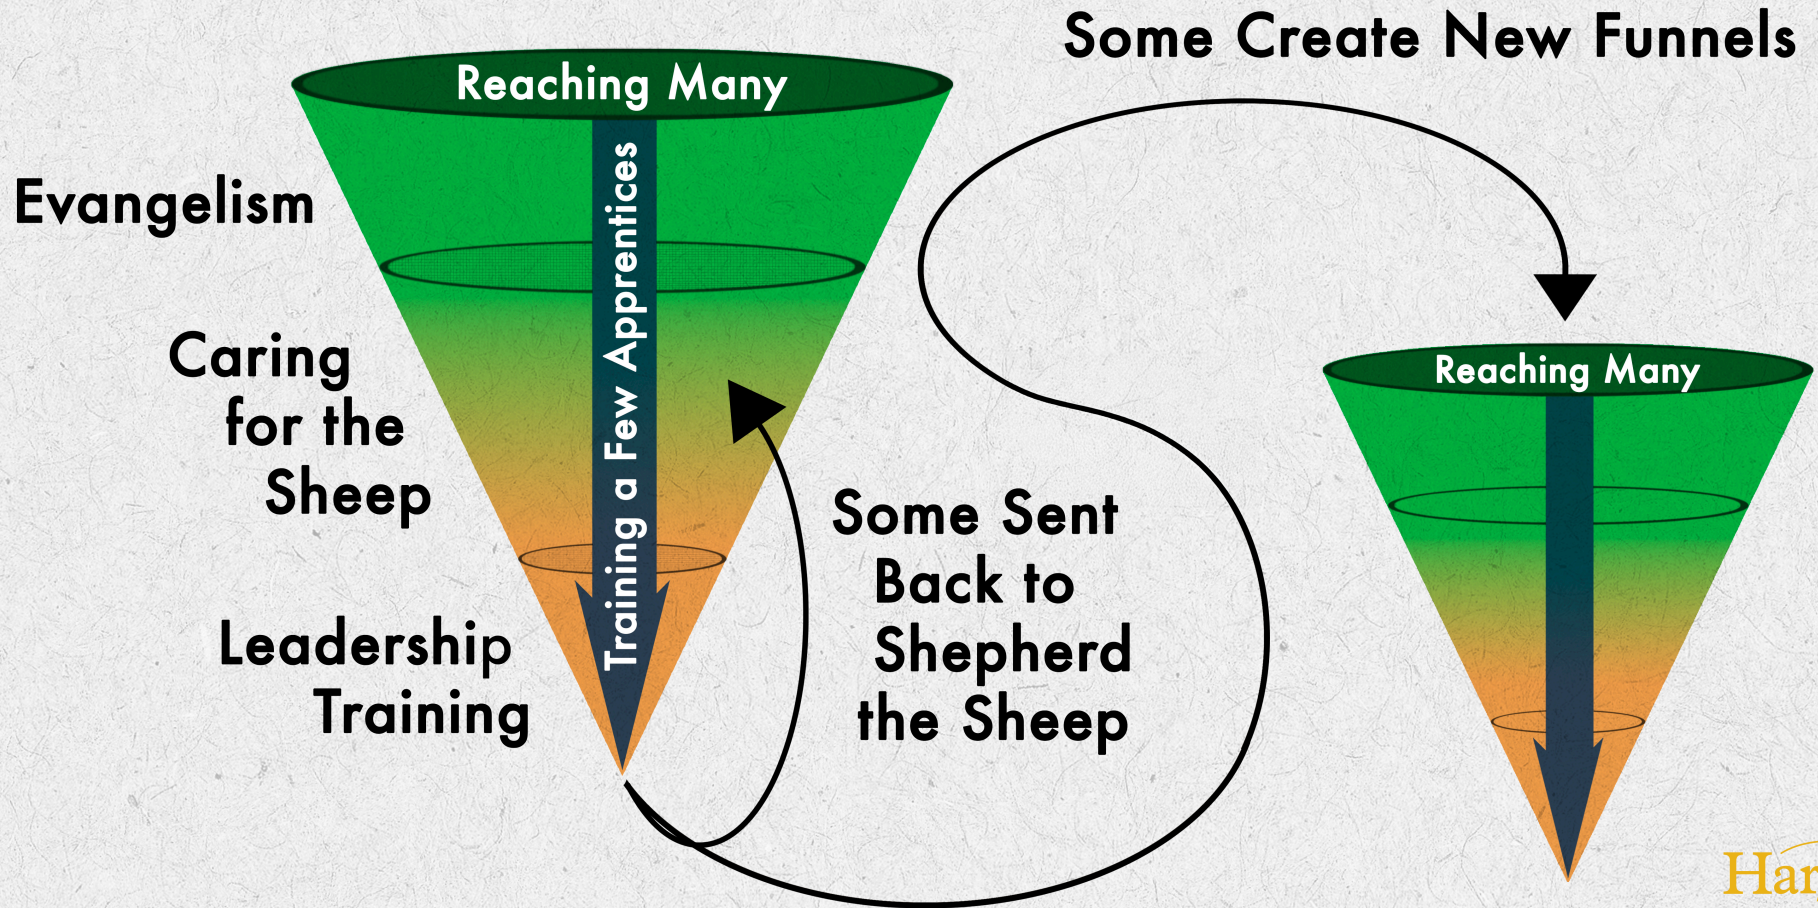 Some Create New Funnels
Reaching Many
Evangelism
Training a Few Apprentices
Caring
for the
Sheep
Leadership
Training
Some Sent
Back to
Shepherd
the Sheep
Reaching Many